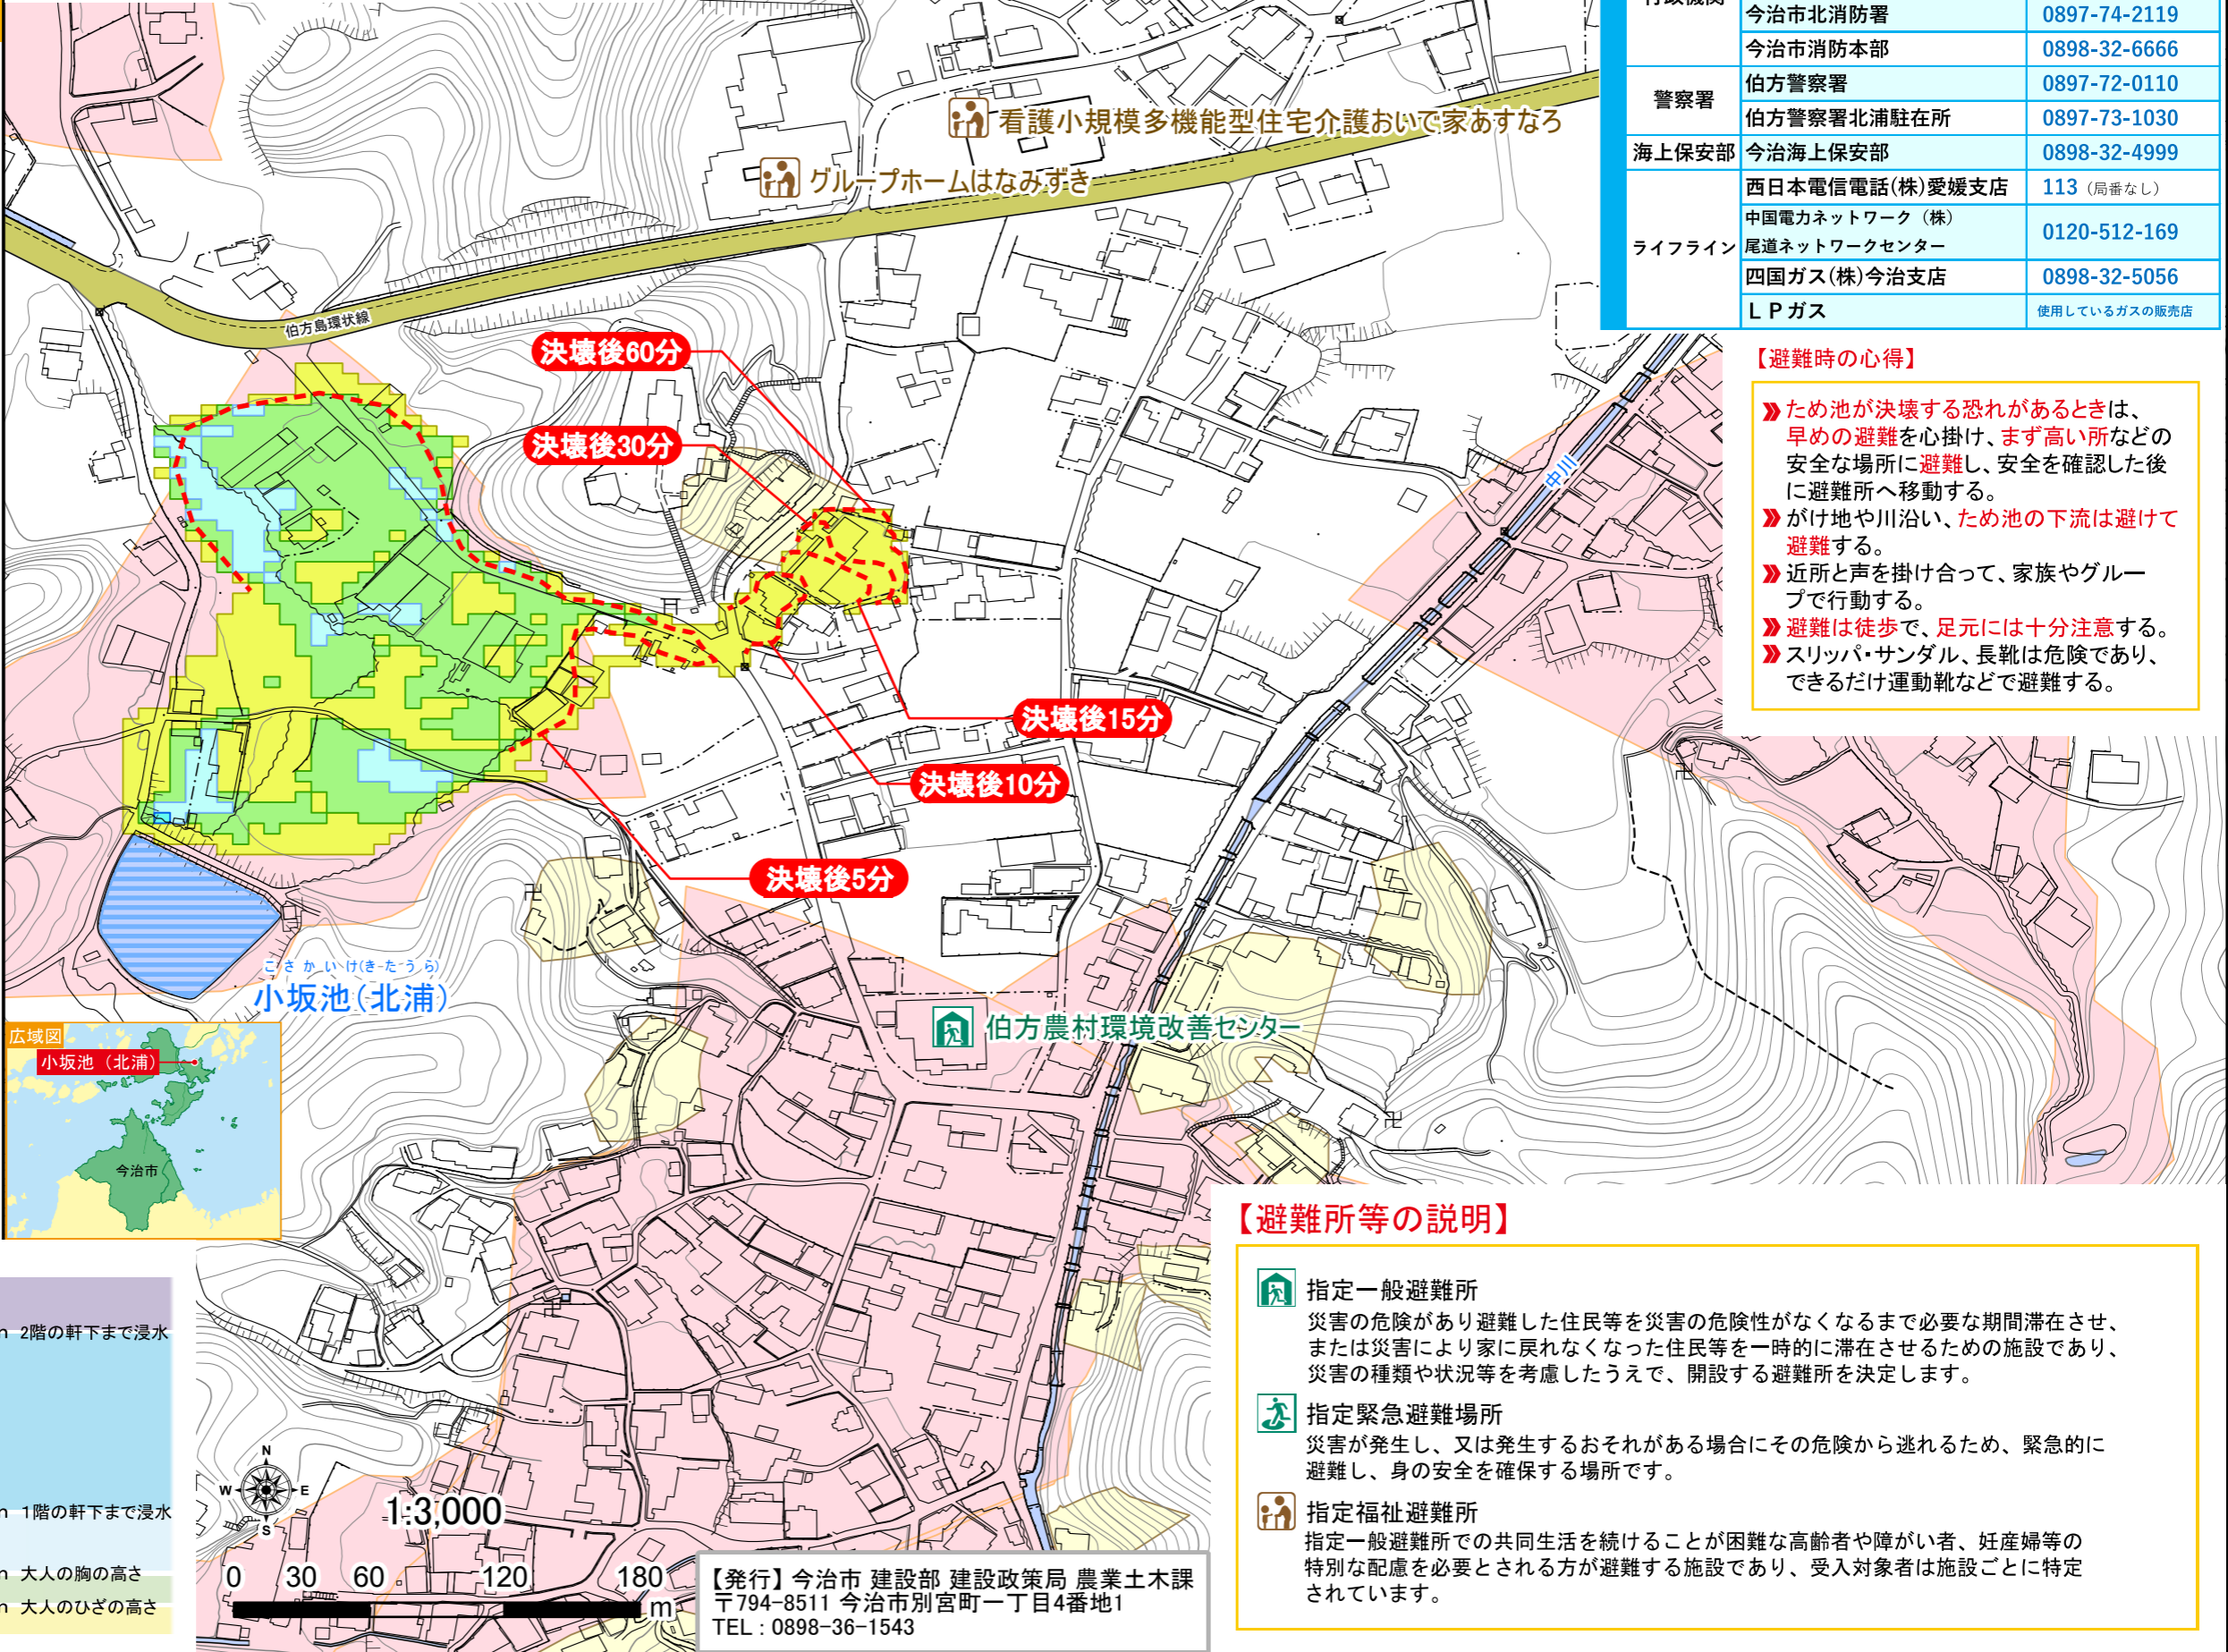 今治市北消防署 0897-74-2119
今治市消防本部 0898-32-6666
警察署
伯方警察署 0897-72-0110
伯方警察署北浦駐在所 0897-73-1030
海上保安部 今治海上保安部 0898-32-4999
ライフライン
西日本電信電話(株)愛媛支店 113 (局番なし)
中国電力ネットワーク (株)
尾道ネットワークセンター 0120-512-169
四国ガス(株)今治支店 0898-32-5056
LPガス 使用しているガスの販売店
看護小規模多機能型住宅介護おいで家あすなろ
グループホームはなみずき
伯方島環状線
決壊後60分
決壊後30分
決壊後15分
決壊後10分
決壊後5分
中川
【避難時の心得】
ため池が決壊する恐れがあるときは、
早めの避難を心掛け、まず高い所などの
安全な場所に避難し、安全を確認した後
に避難所へ移動する。
がけ地や川沿い、ため池の下流は避けて
避難する。
近所と声を掛け合って、家族やグルー
プで行動する。
避難は徒歩で、足元には十分注意する。
スリッパ・サンダル、長靴は危険であり、
できるだけ運動靴などで避難する。
こさかいけ(きたうら)
小坂池(北浦)
伯方農村環境改善センター
広域図
小坂池(北浦)
今治市
2階の軒下まで浸水
1階の軒下まで浸水
大人の胸の高さ
大人のひざの高さ
N
W E
S
1:3,000
0 30 60 120 180
m
【発行】今治市 建設部 建設政策局 農業土木課
〒794-8511 今治市別宮町一丁目4番地1
TEL : 0898-36-1543
【避難所等の説明】
指定一般避難所
災害の危険があり避難した住民等を災害の危険性がなくなるまで必要な期間滞在させ、
または災害により家に戻れなくなった住民等を一時的に滞在させるための施設であり、
災害の種類や状況等を考慮したうえで、開設する避難所を決定します。
指定緊急避難場所
災害が発生し、又は発生するおそれがある場合にその危険から逃れるため、緊急的に
避難し、身の安全を確保する場所です。
指定福祉避難所
指定一般避難所での共同生活を続けることが困難な高齢者や障がい者、妊産婦等の
特別な配慮を必要とされる方が避難する施設であり、受入対象者は施設ごとに特定
されています。